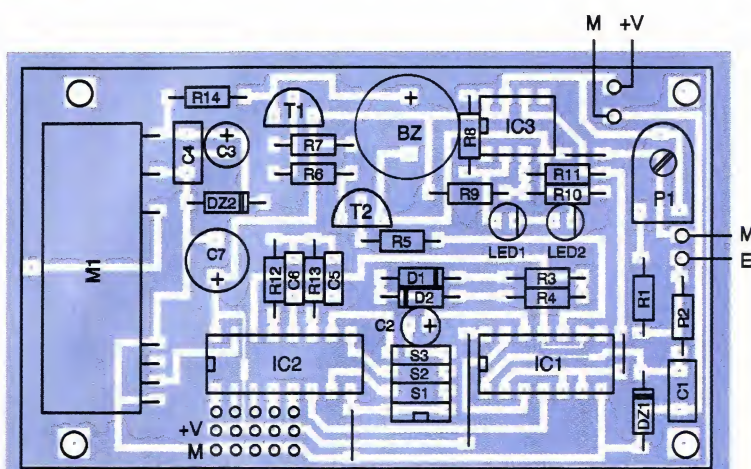 M +V
R14
T1
BZ
R8
IC3
C4
C3
R7
R6
R11
R10
P1
DZ2
T2
R9
M1
C7
R5
LED1
LED2
M
E
R12
C6
R13
C5
D1
D2
R3
R4
R1
R2
C2
IC2
S3
S2
S1
IC1
DZ1
C1
+V
M